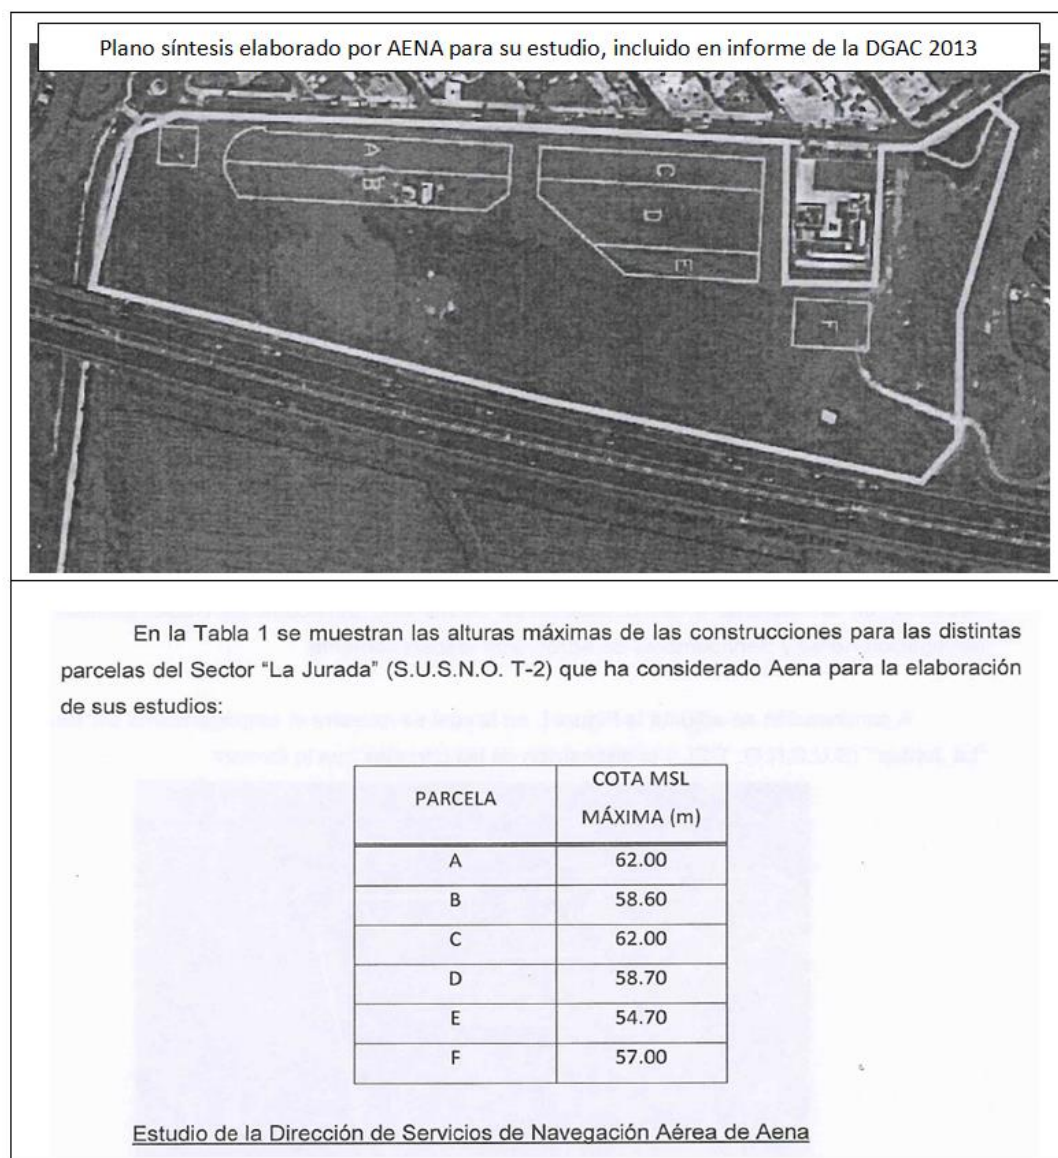 Plano síntesis elaborado por AENA para su estudio, incluido en informe de la DGAC 2013
A
B
C
D
E
F
En la Tabla 1 se muestran las alturas máximas de las construcciones para las distintas
parcelas del Sector “La Jurada” (S.U.S.N.O. T-2) que ha considerado Aena para la elaboración
de sus estudios:
PARCELA COTA MSL
MÁXIMA (m)
A 62.00
B 58.60
C 62.00
D 58.70
E 54.70
F 57.00
Estudio de la Dirección de Servicios de Navegación Aérea de Aena